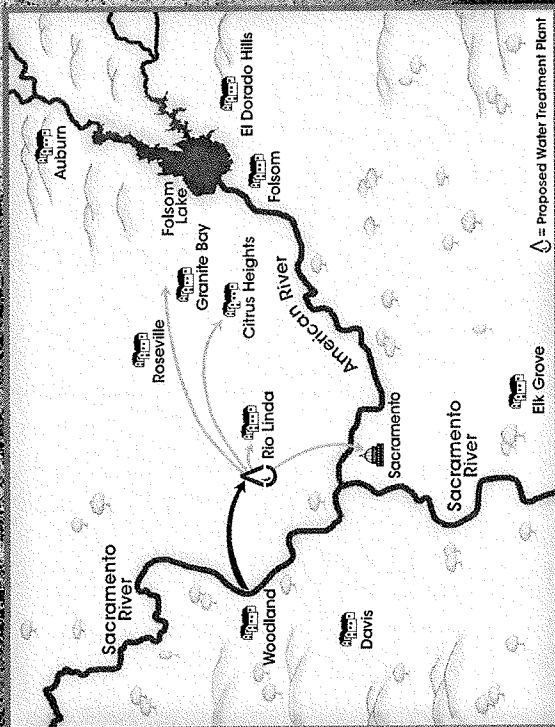 Auburn
El Dorado Hills
Folsom
Lake
Folsom
Granite Bay
Citrus Heights
Roseville
American River
Rio Linda
Sacramento
Sacramento
River
Sacramento
River
Woodland
Davis
Elk Grove
= Proposed Water Treatment Plant